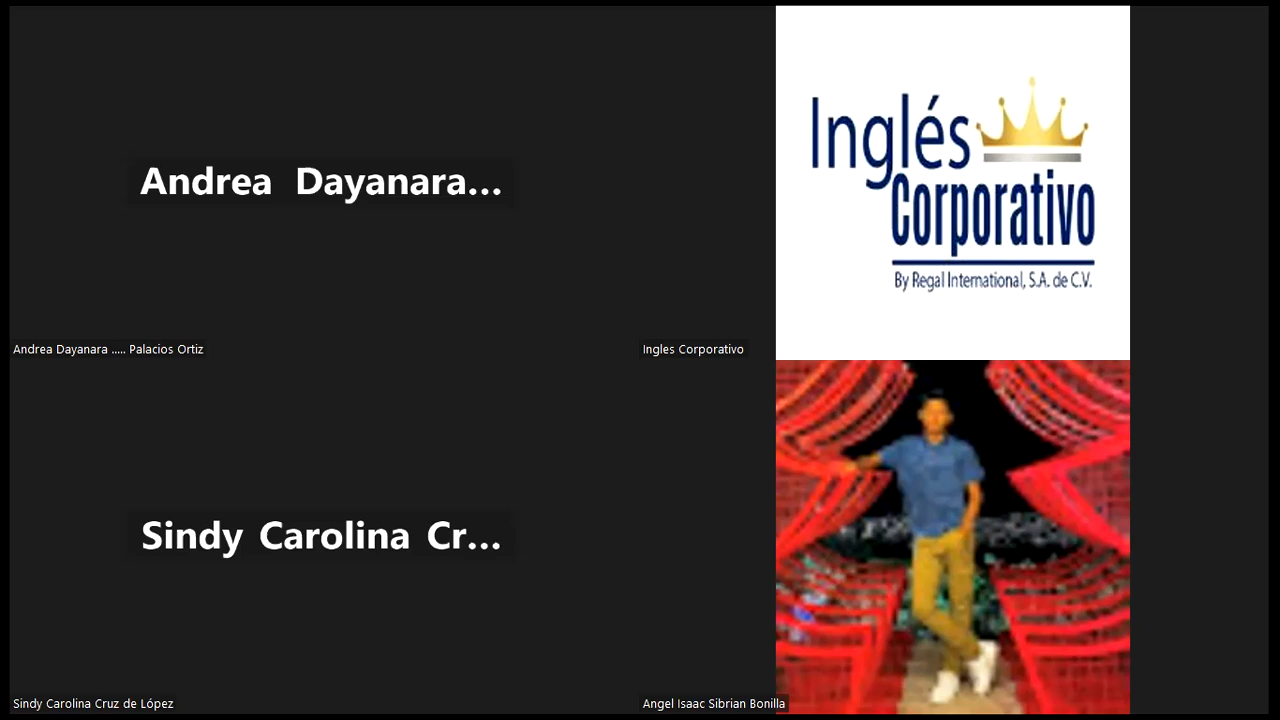 Andrea Dayanara...
Andrea Dayanara ..... Palacios Ortiz
Inglés
Corporativo
By Regal International, S.A. de C.V.
Ingles Corporativo
Sindy Carolina Cr...
Sindy Carolina Cruz de López
Angel Isaac Sibrian Bonilla